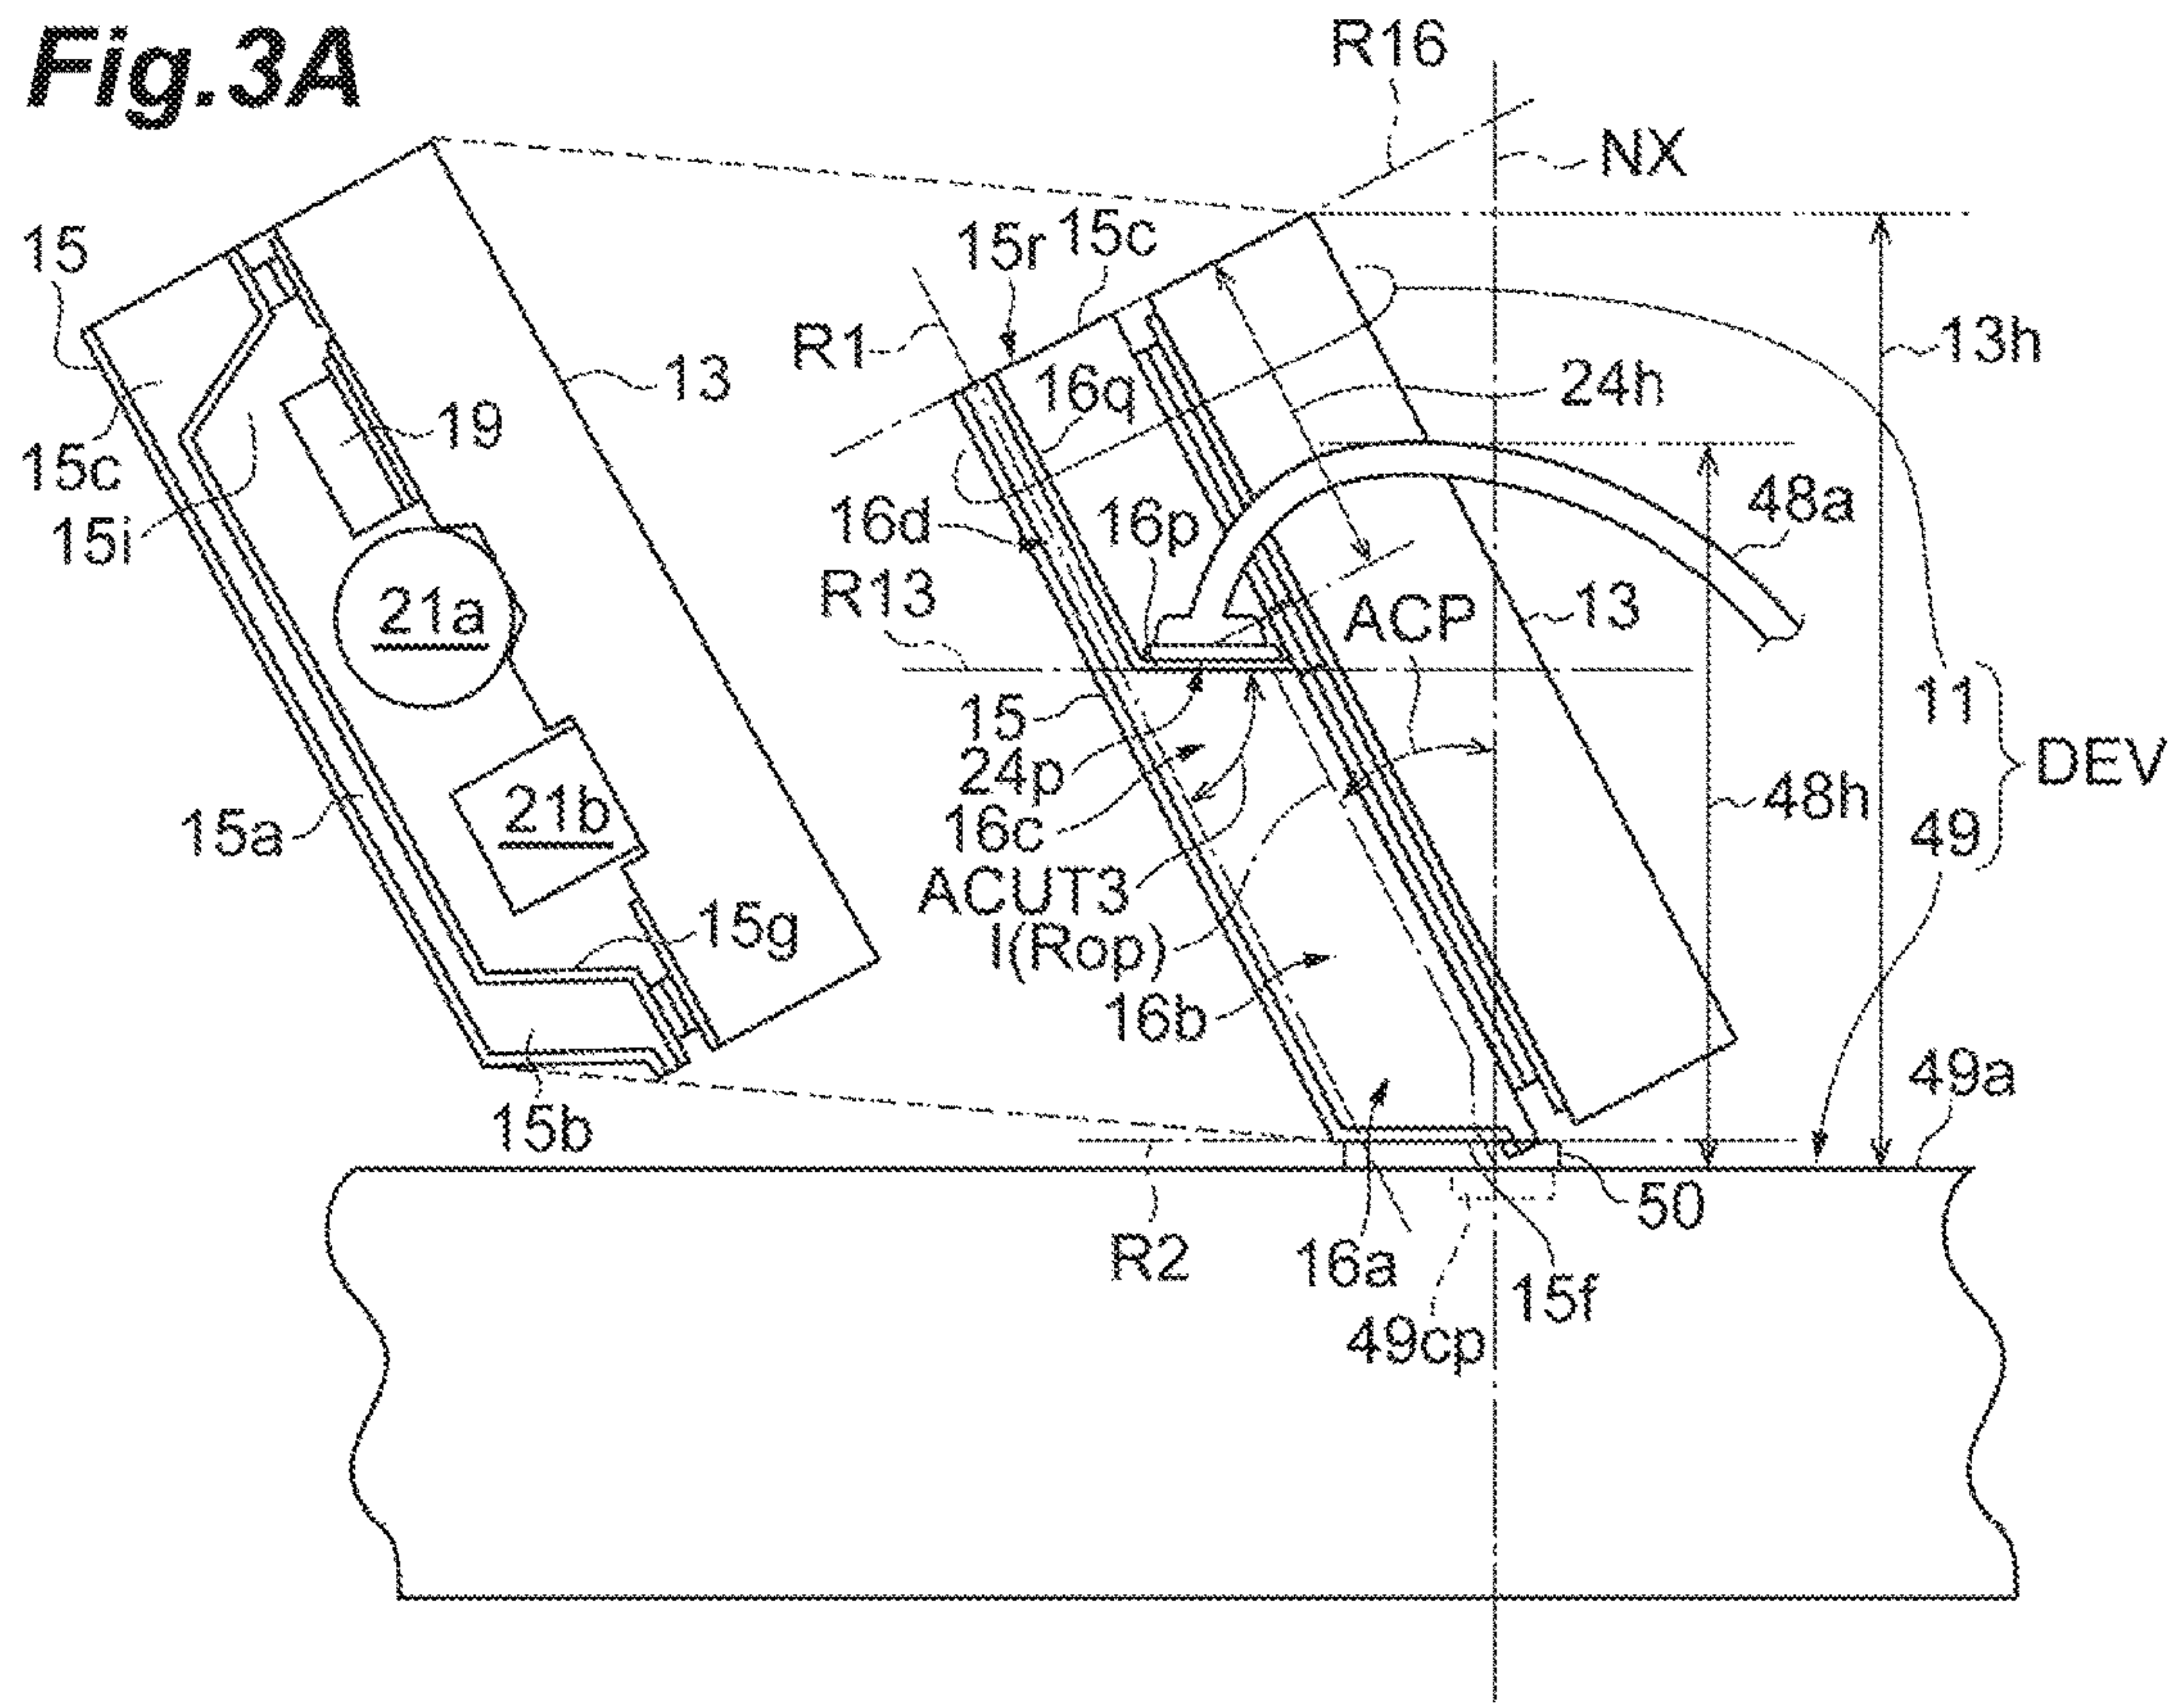 Fig.3A
R16
NX
15
15r 15c
R1
13h
13
16q
24h
19
15c
16d
16p
48a
15i
R13
ACP
13
21a
11
15
24p
DEV
48h
21b
16c
49
15a
ACUT3
15g
I(Rop)
16b
49a
15b
50
R2
16a
15f
49cp